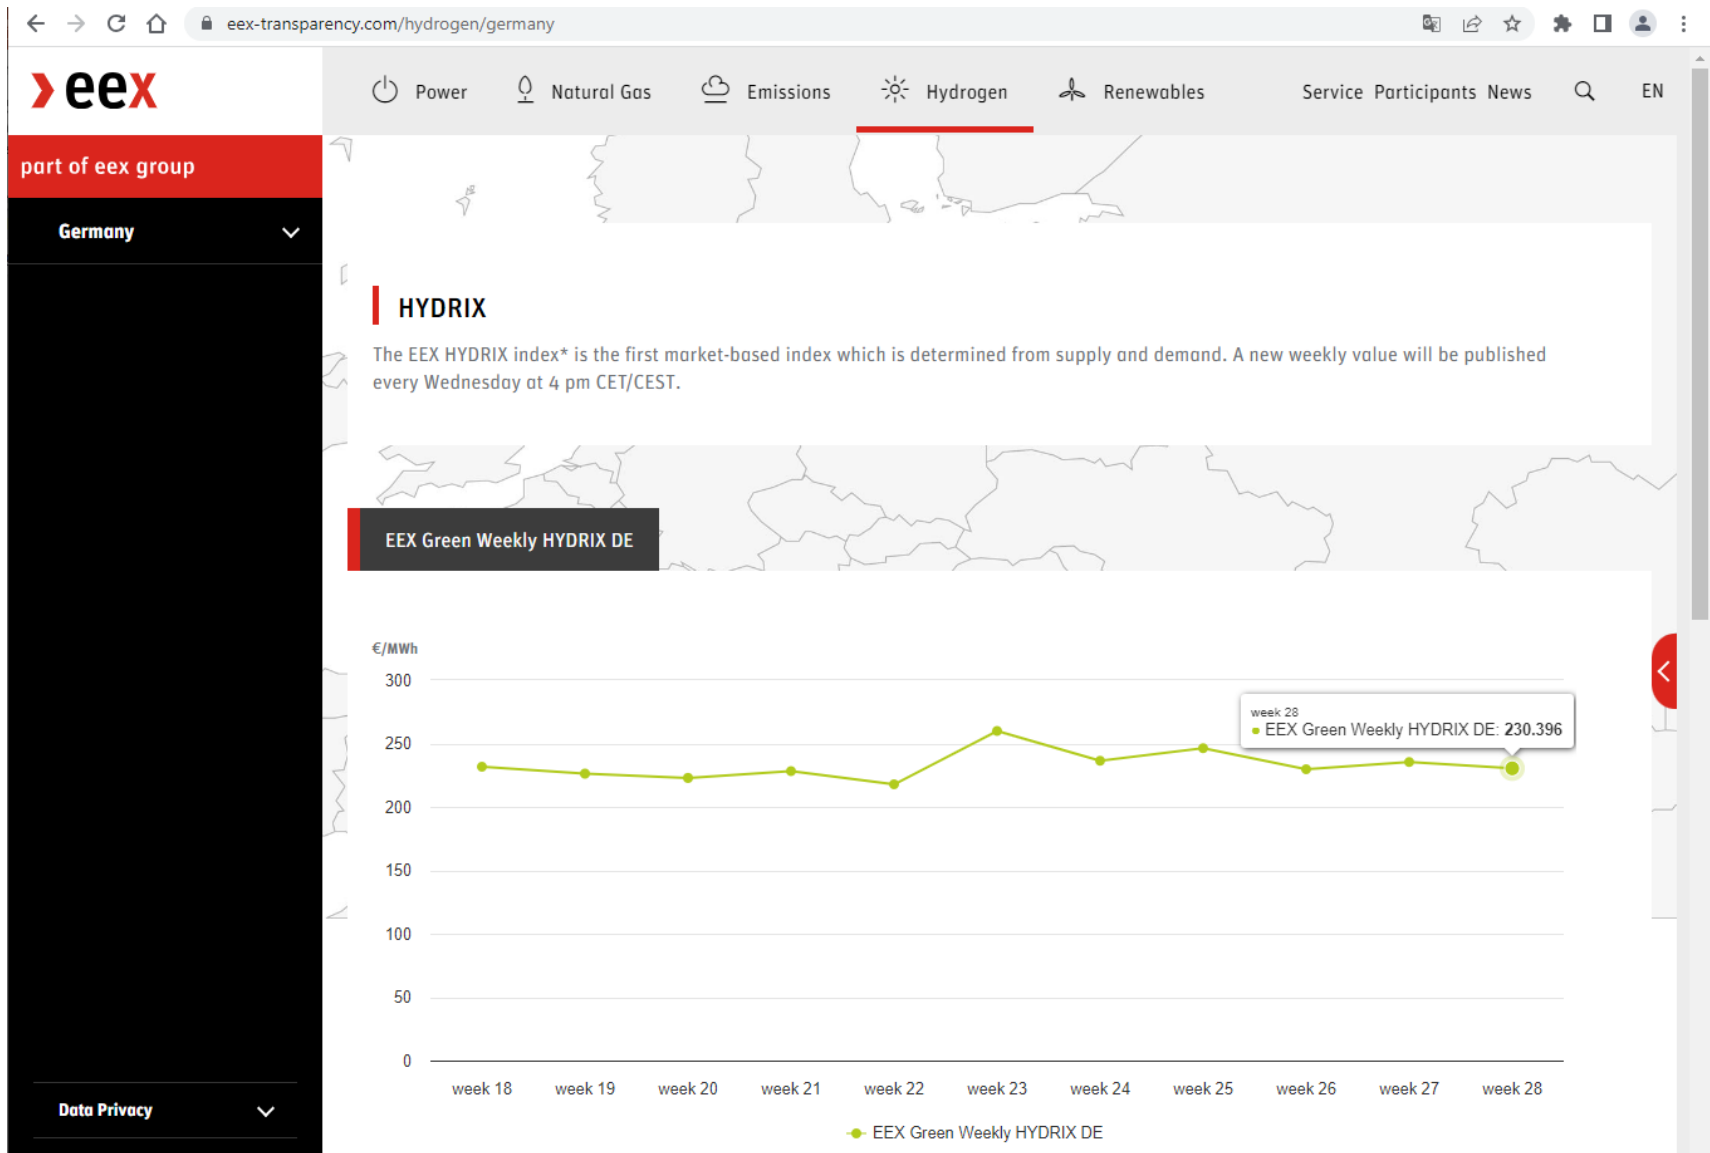 eex-transparency.com/hydrogen/germany
eex
Power
Natural Gas
Emissions
Hydrogen
Renewables
Service Participants News
EN
part of eex group
Germany
HYDRIX
The EEX HYDRIX index* is the first market-based index which is determined from supply and demand. A new weekly value will be published
every Wednesday at 4 pm CET/CEST.
EEX Green Weekly HYDRIX DE
€/MWh
300
250
200
150
100
50
0
week 28
EEX Green Weekly HYDRIX DE: 230.396
week 18
week 19
week 20
week 21
week 22
week 23
week 24
week 25
week 26
week 27
week 28
EEX Green Weekly HYDRIX DE
Data Privacy